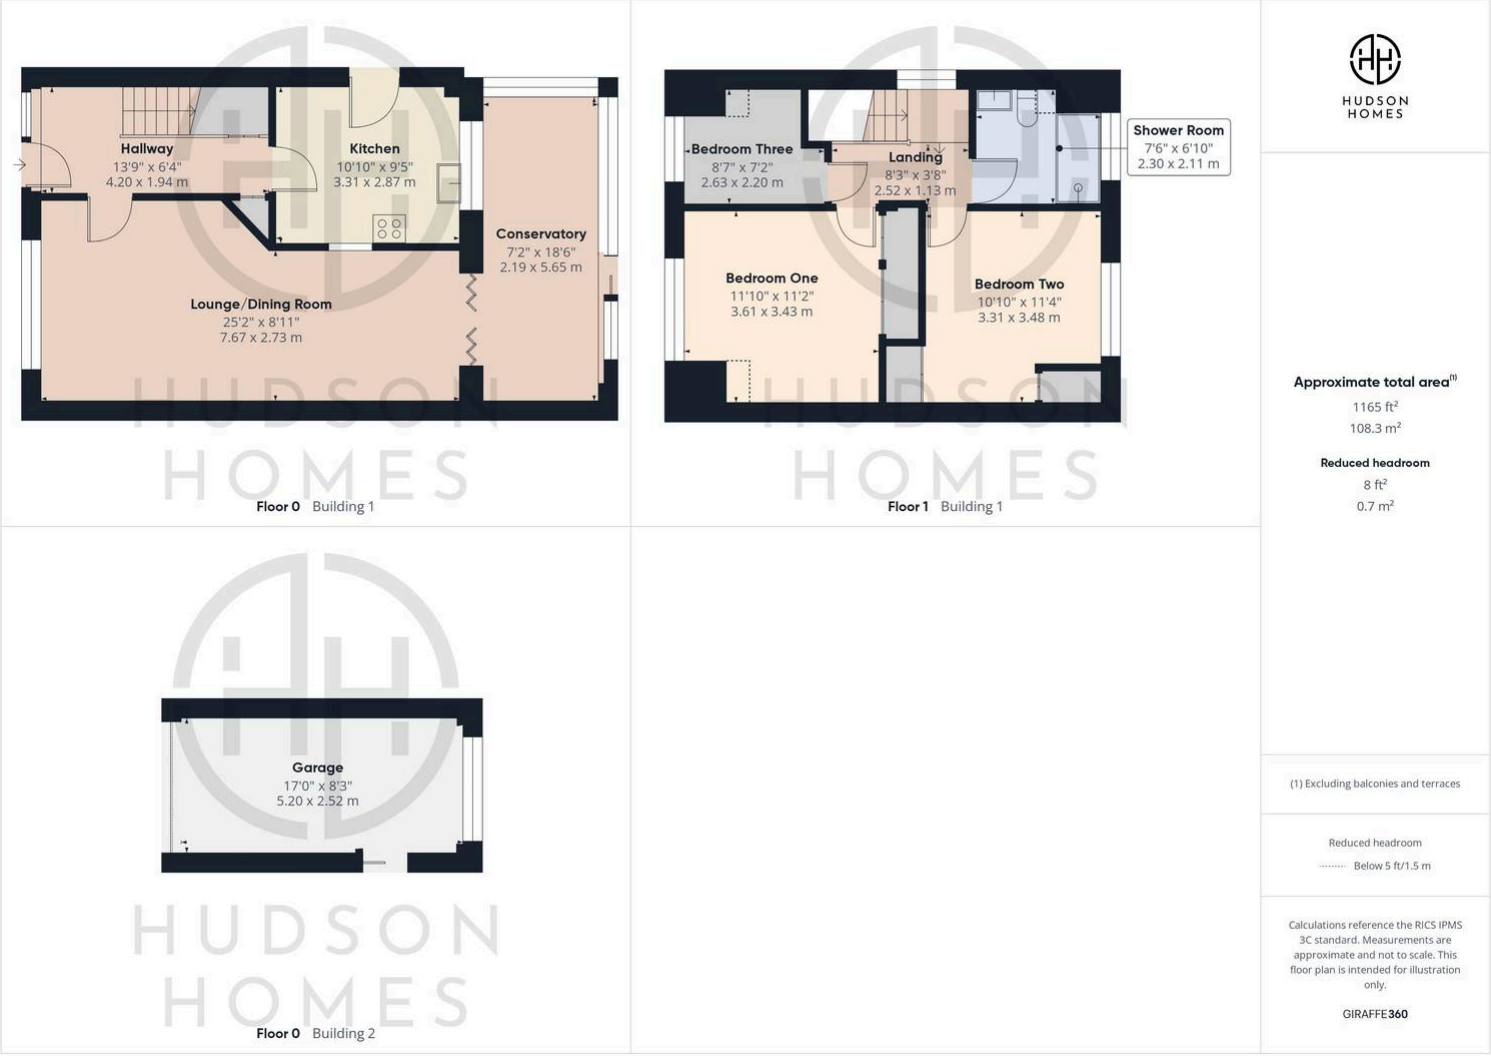 Hallway
13'9" x 6'4"
4.20 x 1.94 m
Kitchen
10'10" x 9'5"
3.31 x 2.87 m
Conservatory
7'2" x 18'6"
2.19 x 5.65 m
Lounge/Dining Room
25'2" x 8'11"
7.67 x 2.73 m
HUDSON
HOMES
Floor 0 Building 1
Bedroom Three
8'7" x 7'2"
2.63 x 2.20 m
Landing
8'3" x 3'8"
2.52 x 1.13 m
Shower Room
7'6" x 6'10"
2.30 x 2.11 m
Bedroom One
11'10" x 11'2"
3.61 x 3.43 m
Bedroom Two
10'10" x 11'4"
3.31 x 3.48 m
HUDSON
HOMES
Floor 1 Building 1
Garage
17'0" x 8'3"
5.20 x 2.52 m
HUDSON
HOMES
Floor 0 Building 2
HUDSON
HOMES
Approximate total area(1)
1165 ft²
108.3 m²
Reduced headroom
8 ft²
0.7 m²
(1) Excluding balconies and terraces
Reduced headroom
Below 5 ft/1.5 m
Calculations reference the RICS IPMS
3C standard. Measurements are
approximate and not to scale. This
floor plan is intended for illustration
only.
GIRAFFE360